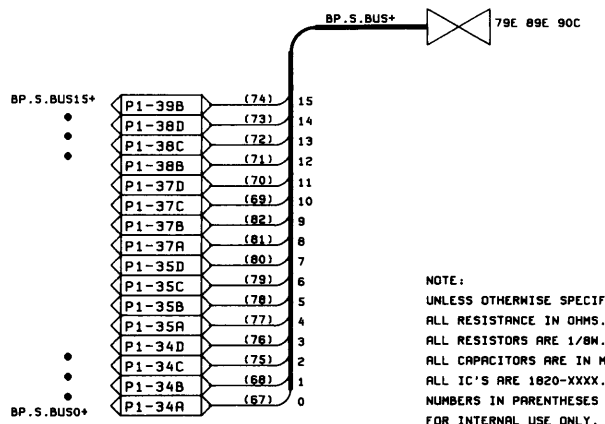 BP.S.BUS+ 79E 89E 90C
BP.S.BUS15+ P1-39B (74) 15
P1-38D (73) 14
P1-38C (72) 13
P1-38B (71) 12
P1-37D (70) 11
P1-37C (69) 10
P1-37B (82) 9
P1-37A (81) 8
P1-35D (80) 7
P1-35C (79) 6
P1-35B (78) 5
P1-35A (77) 4
P1-34D (76) 3
P1-34C (75) 2
P1-34B (68) 1
BP.S.BUS0+ P1-34A (67) 0
NOTE:
UNLESS OTHERWISE SPECIF
ALL RESISTANCE IN OHMS.
ALL RESISTORS ARE 1/8W.
ALL CAPACITORS ARE IN M
ALL IC'S ARE 1820-XXXX.
NUMBERS IN PARENTHESES
FOR INTERNAL USE ONLY.